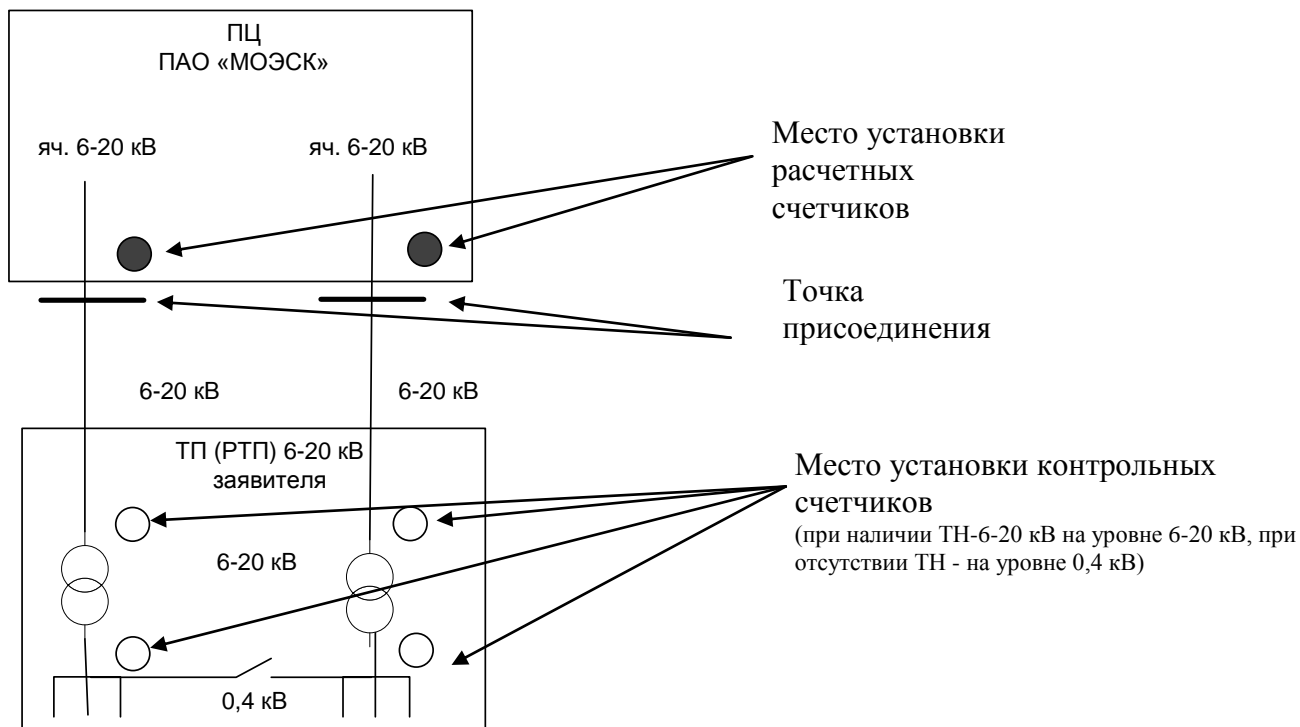 ПЦ
ПАО «МОЭСК»
яч. 6-20 кВ
яч. 6-20 кВ
Место установки
расчетных
счетчиков
Точка
присоединения
6-20 кВ
6-20 кВ
ТП (РТП) 6-20 кВ
заявителя
Место установки контрольных
счетчиков
(при наличии ТН-6-20 кВ на уровне 6-20 кВ, при
отсутствии ТН - на уровне 0,4 кВ)
6-20 кВ
0,4 кВ